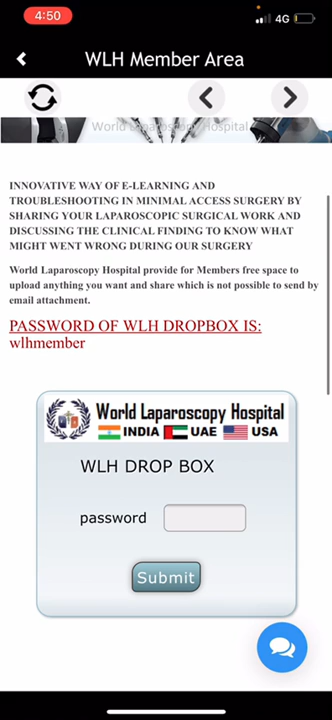 4:50
4G
WLH Member Area
World Laparoscopy Hospital
INNOVATIVE WAY OF E-LEARNING AND
TROUBLESHOOTING IN MINIMAL ACCESS SURGERY BY
SHARING YOUR LAPAROSCOPIC SURGICAL WORK AND
DISCUSSING THE CLINICAL FINDING TO KNOW WHAT
MIGHT WENT WRONG DURING OUR SURGERY
World Laparoscopy Hospital provide for Members free space to
upload anything you want and share which is not possible to send by
email attachment.
PASSWORD OF WLH DROPBOX IS:
wlhmember
World Laparoscopy Hospital
INDIA UAE USA
WLH DROP BOX
password
Submit